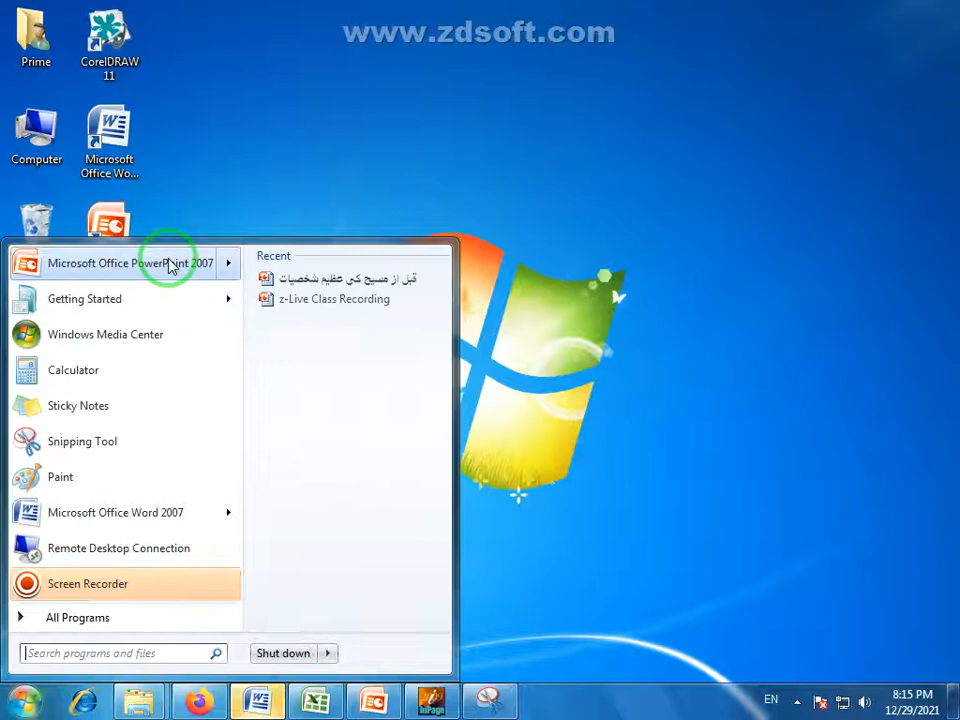 www.zdsoft.com
Prime
CorelDRAW
11
Computer
Microsoft
Office Wo...
Microsoft Office PowerPoint 2007
Getting Started
Windows Media Center
Calculator
Sticky Notes
Snipping Tool
Paint
Microsoft Office Word 2007
Remote Desktop Connection
Screen Recorder
All Programs
Search programs and files
Shut down
Recent
قبل از مسیح کی عظیم شخصیات
z-Live Class Recording
InPage
EN
8:15 PM
12/29/2021